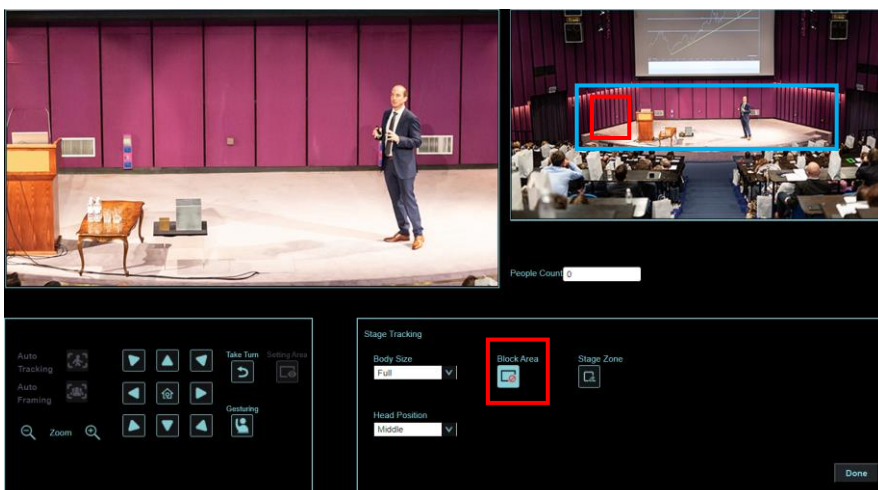 People Count 0
Auto
Tracking
Auto
Framing
Zoom
Take Turn
Setting Area
Gesturing
Stage Tracking
Body Size
Full
Block Area
Stage Zone
Head Position
Middle
Done